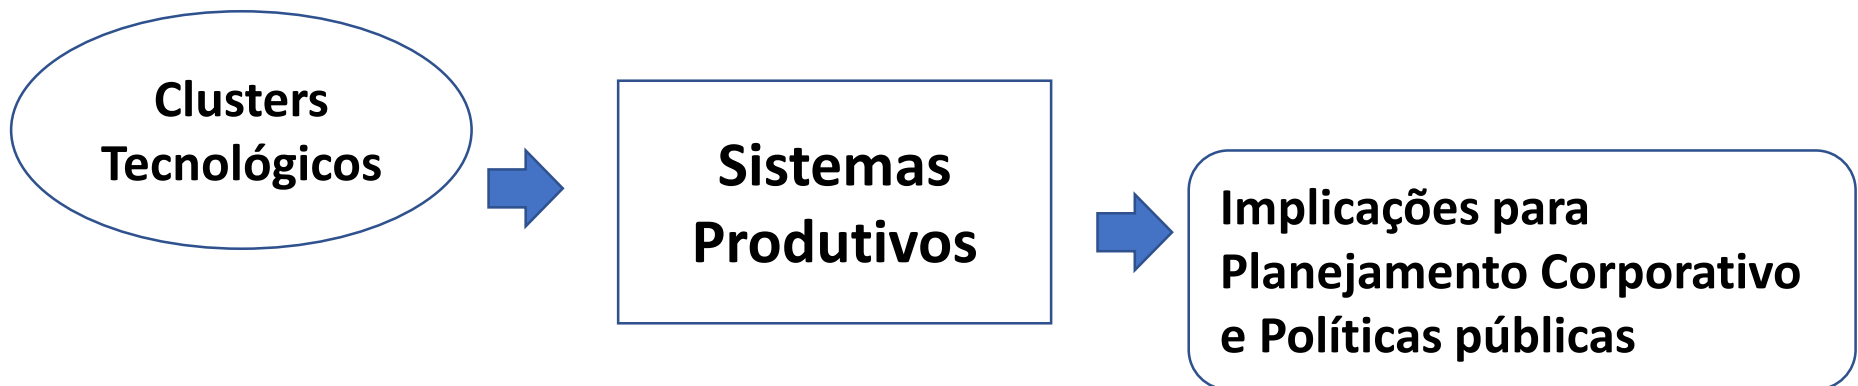 Clusters
Tecnológicos
Sistemas
Produtivos
Implicações para
Planejamento Corporativo
e Políticas públicas